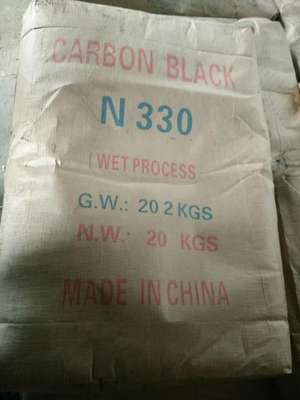 CARBON BLACK
N 330
(WET PROCESS
G.W.: 20 2 KGS
N.W.: 20 KGS
MADE IN CHINA